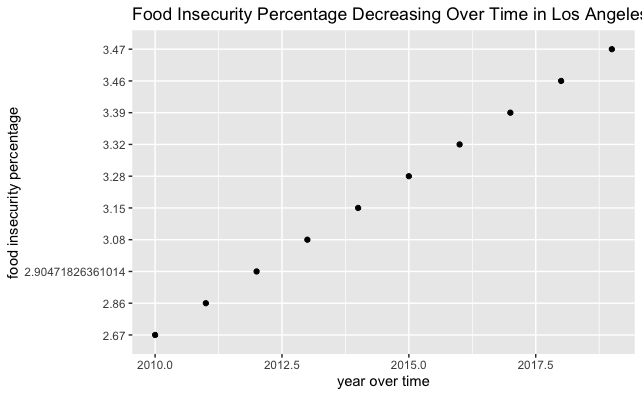 Food Insecurity Percentage Decreasing Over Time in Los Angeles
3.47
3.46
3.39
3.32
3.28
3.15
3.08
2.90471826361014
2.86
2.67
food insecurity percentage
2010.0 2012.5 2015.0 2017.5
year over time